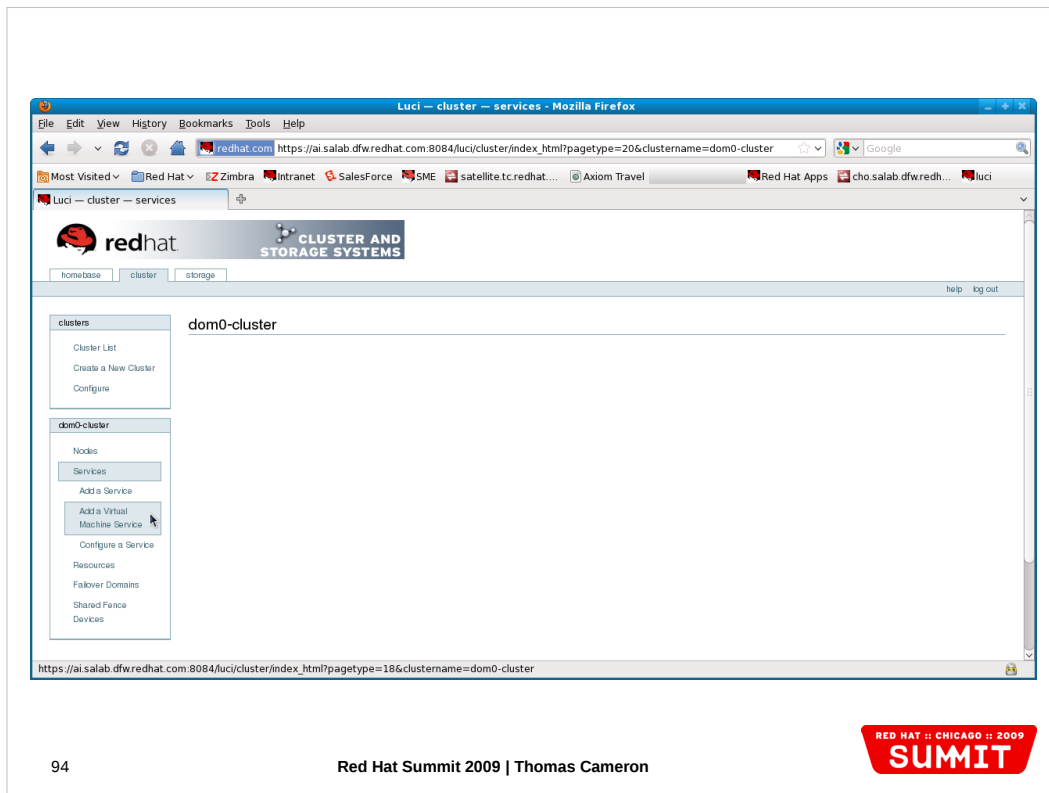 Luci — cluster — services - Mozilla Firefox
File Edit View History Bookmarks Tools Help
redhat.com https://ai.salab.dfw.redhat.com:8084/luci/cluster/index_html?pagetype=20&clustername=dom0-cluster Google
Most Visited Red Hat Zimbra Intranet SalesForce SME satellite.tc.redhat.... Axiom Travel Red Hat Apps cho.salab.dfw.redh... luci
Luci — cluster — services
redhat. CLUSTER AND
STORAGE SYSTEMS
homebase cluster storage
help log out
clusters
Cluster List
Create a New Cluster
Configure
dom0-cluster
dom0-cluster
Nodes
Services
Add a Service
Add a Virtual
Machine Service
Configure a Service
Resources
Failover Domains
Shared Fence
Devices
https://ai.salab.dfw.redhat.com:8084/luci/cluster/index_html?pagetype=18&clustername=dom0-cluster
94
Red Hat Summit 2009 | Thomas Cameron
RED HAT :: CHICAGO :: 2009
SUMMIT